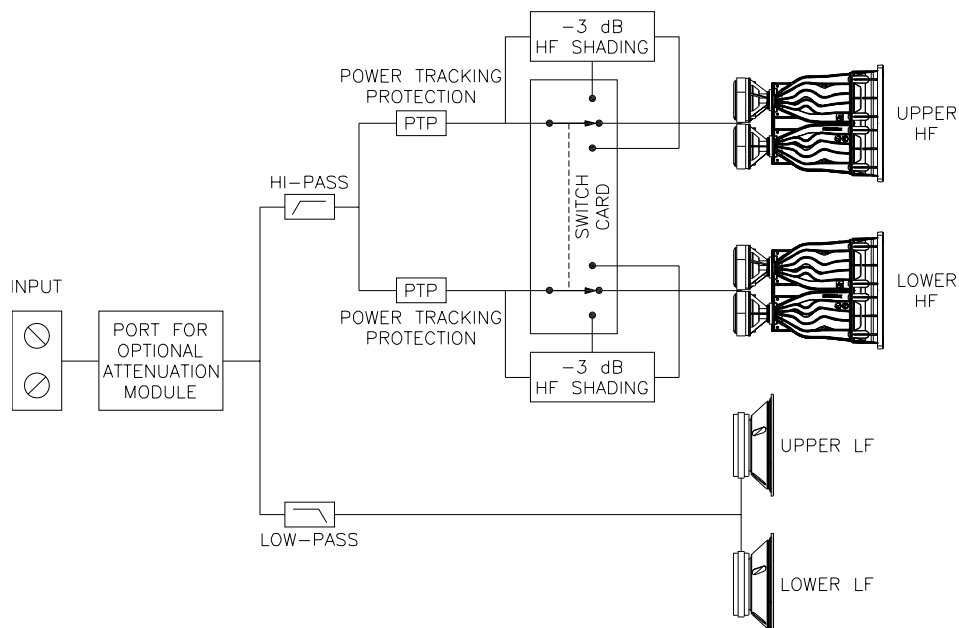 −3 dB
HF SHADING
POWER TRACKING
PROTECTION
PTP
UPPER
HF
HI−PASS
SWITCH
CARD
LOWER
HF
INPUT
PTP
POWER TRACKING
PROTECTION
PORT FOR
OPTIONAL
ATTENUATION
MODULE
−3 dB
HF SHADING
UPPER LF
LOW−PASS
LOWER LF